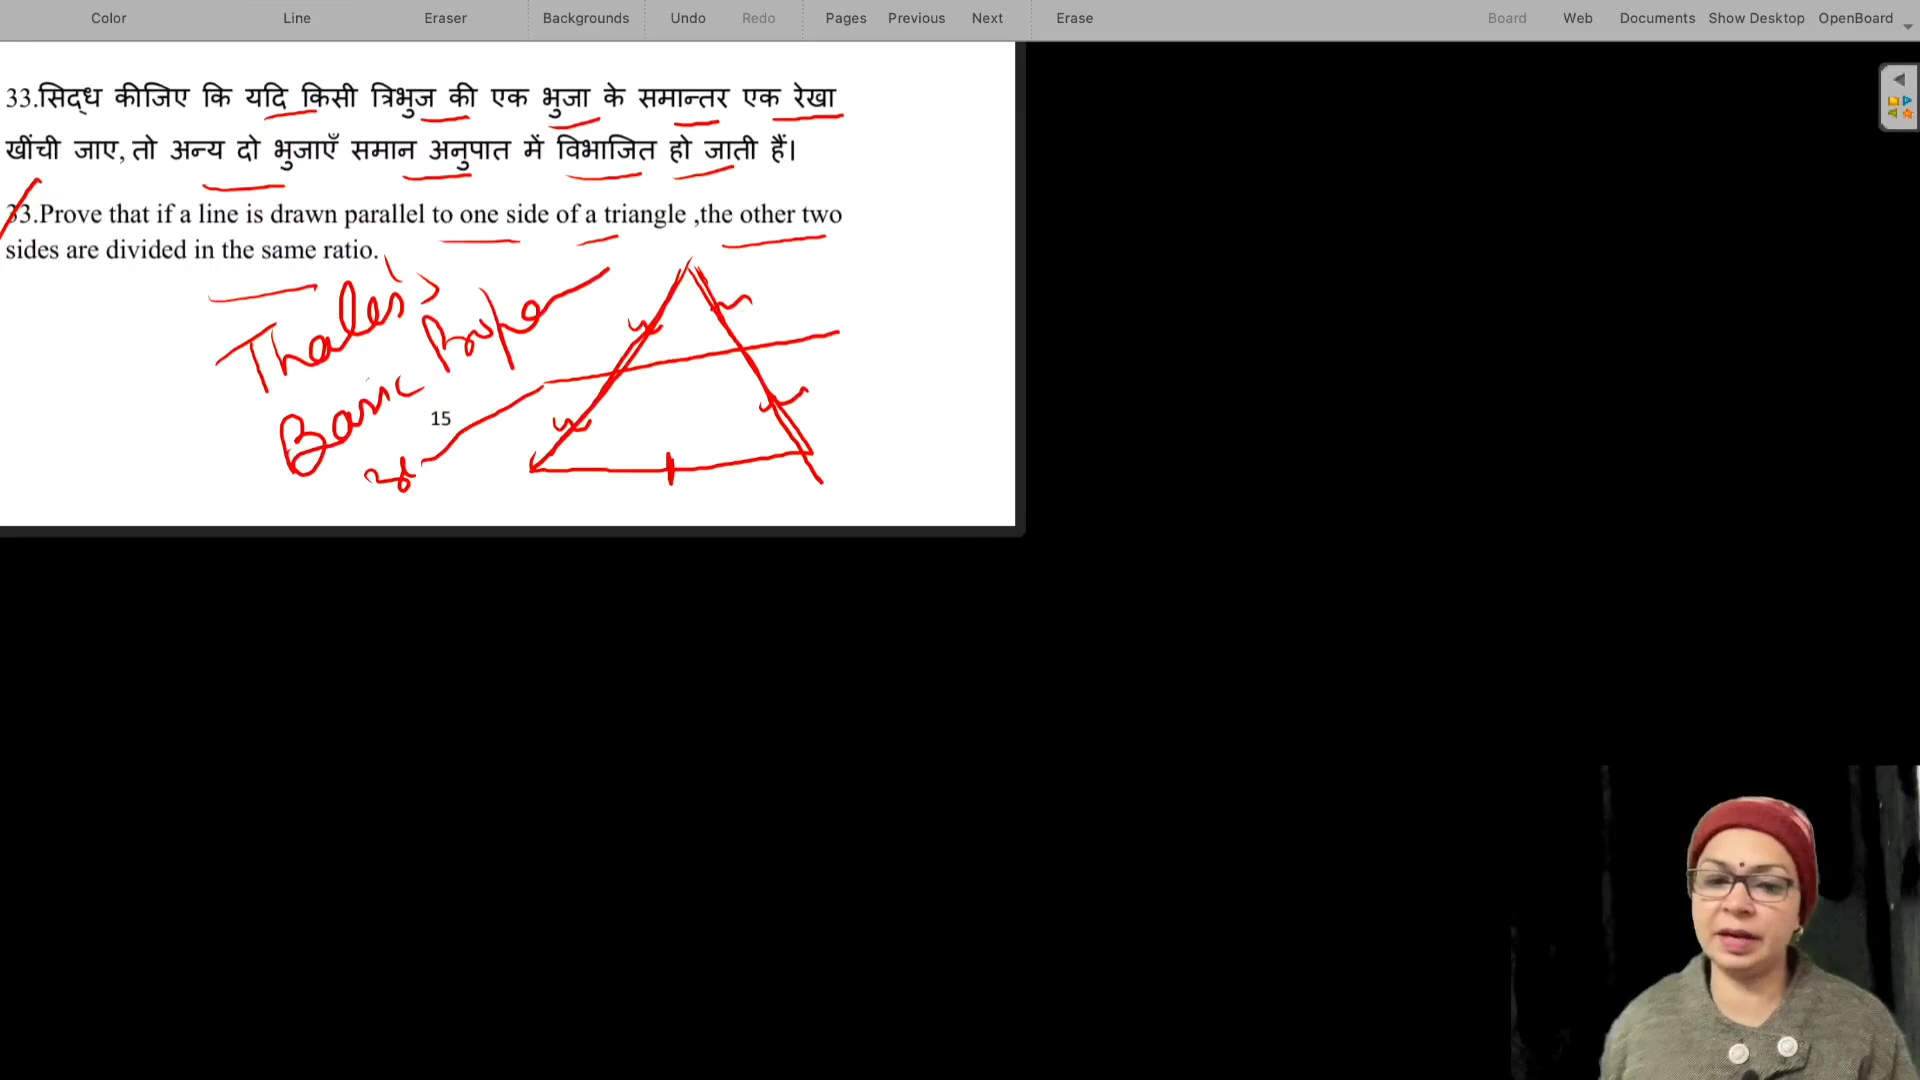 Color Line Eraser Backgrounds Undo Redo Pages Previous Next Erase Board Web Documents Show Desktop OpenBoard
33.सिद्ध कीजिए कि यदि किसी त्रिभुज की एक भुजा के समान्तर एक रेखा
खींची जाए, तो अन्य दो भुजाएँ समान अनुपात में विभाजित हो जाती हैं।
33.Prove that if a line is drawn parallel to one side of a triangle ,the other two
sides are divided in the same ratio.
Thales
Basic
15